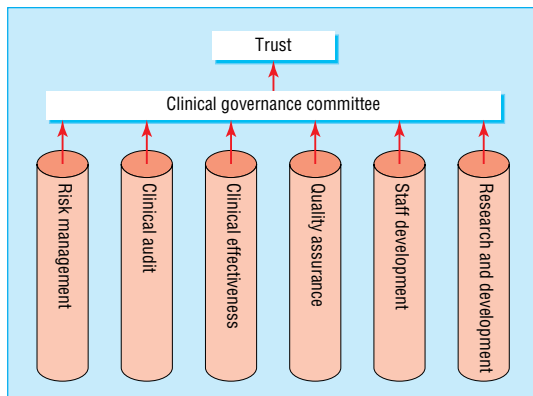 Trust
Clinical governance committee
Risk management
Clinical audit
Clinical effectiveness
Quality assurance
Staff development
Research and development